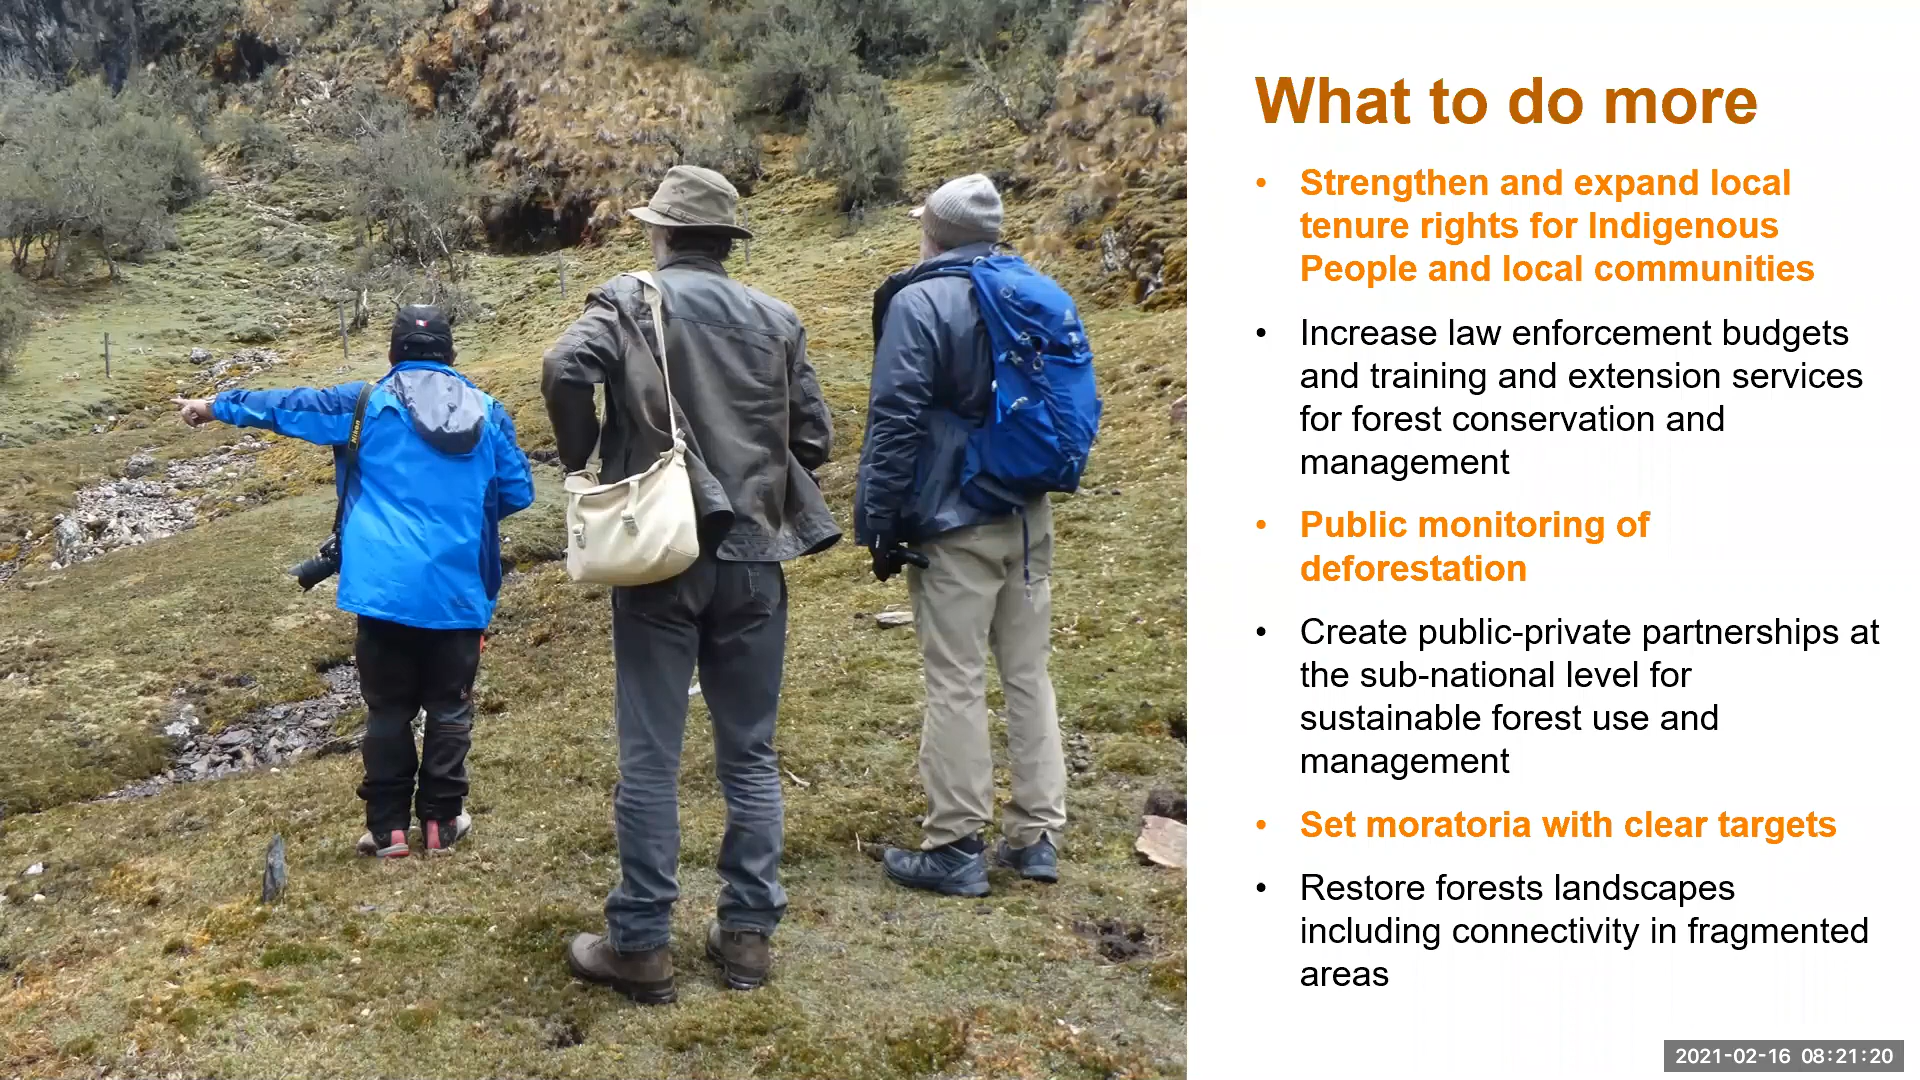 What to do more
• Strengthen and expand local
tenure rights for Indigenous
People and local communities
• Increase law enforcement budgets
and training and extension services
for forest conservation and
management
• Public monitoring of
deforestation
• Create public-private partnerships at
the sub-national level for
sustainable forest use and
management
• Set moratoria with clear targets
• Restore forests landscapes
including connectivity in fragmented
areas
Nikon
2021-02-16 08:21:20